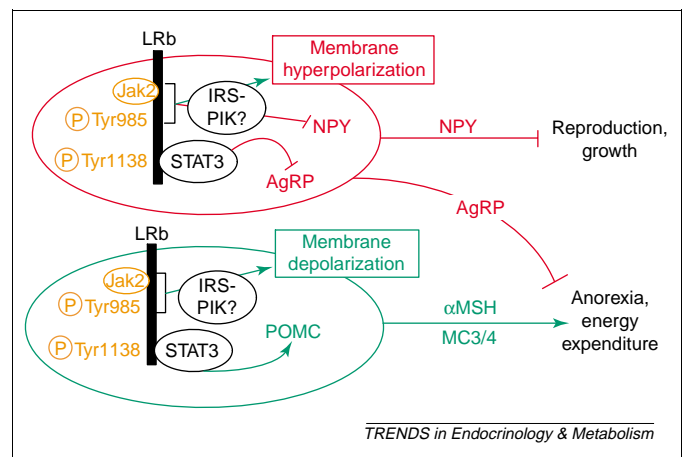 LRb
Membrane
hyperpolarization
Jak2
P Tyr985
IRS-
PIK?
NPY
P Tyr1138
STAT3
AgRP
NPY
Reproduction,
growth
AgRP
LRb
Membrane
depolarization
Jak2
P Tyr985
IRS-
PIK?
POMC
P Tyr1138
STAT3
αMSH
MC3/4
Anorexia,
energy
expenditure
TRENDS in Endocrinology & Metabolism